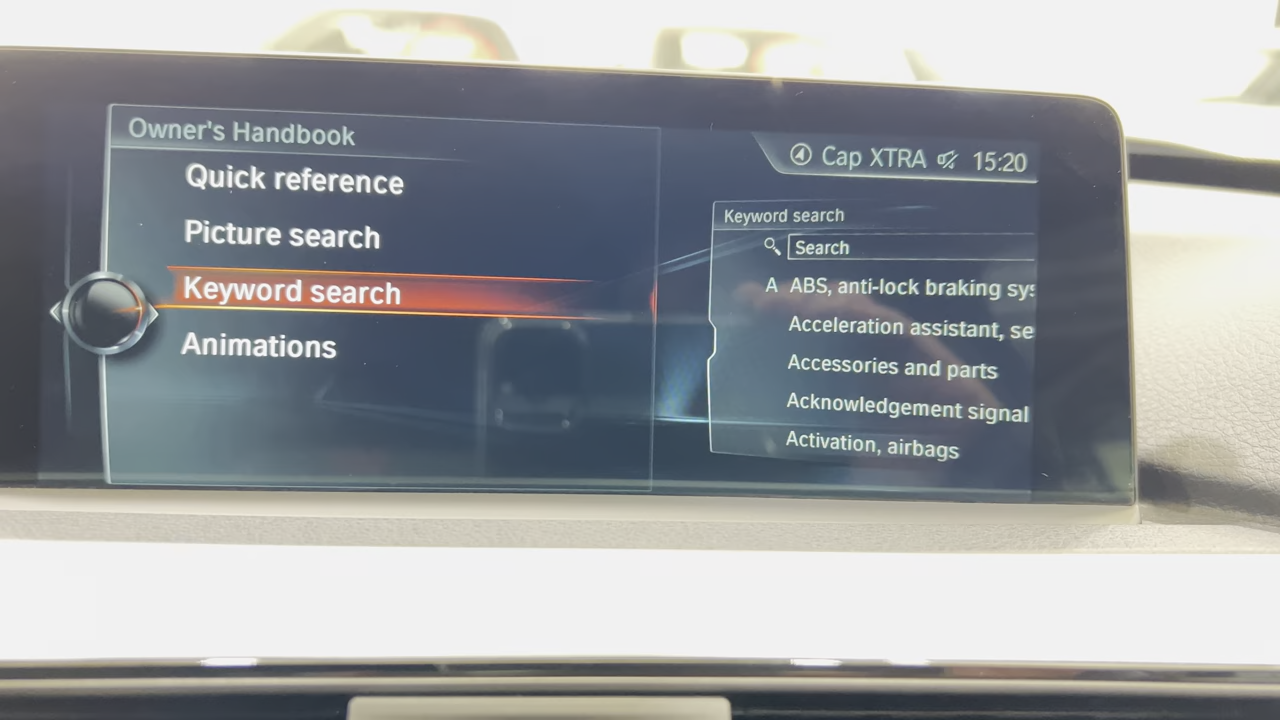 Owner's Handbook
Quick reference
Picture search
Keyword search
Animations
Cap XTRA 15:20
Keyword search
Search
A ABS, anti-lock braking sys
Acceleration assistant, se
Accessories and parts
Acknowledgement signal
Activation, airbags